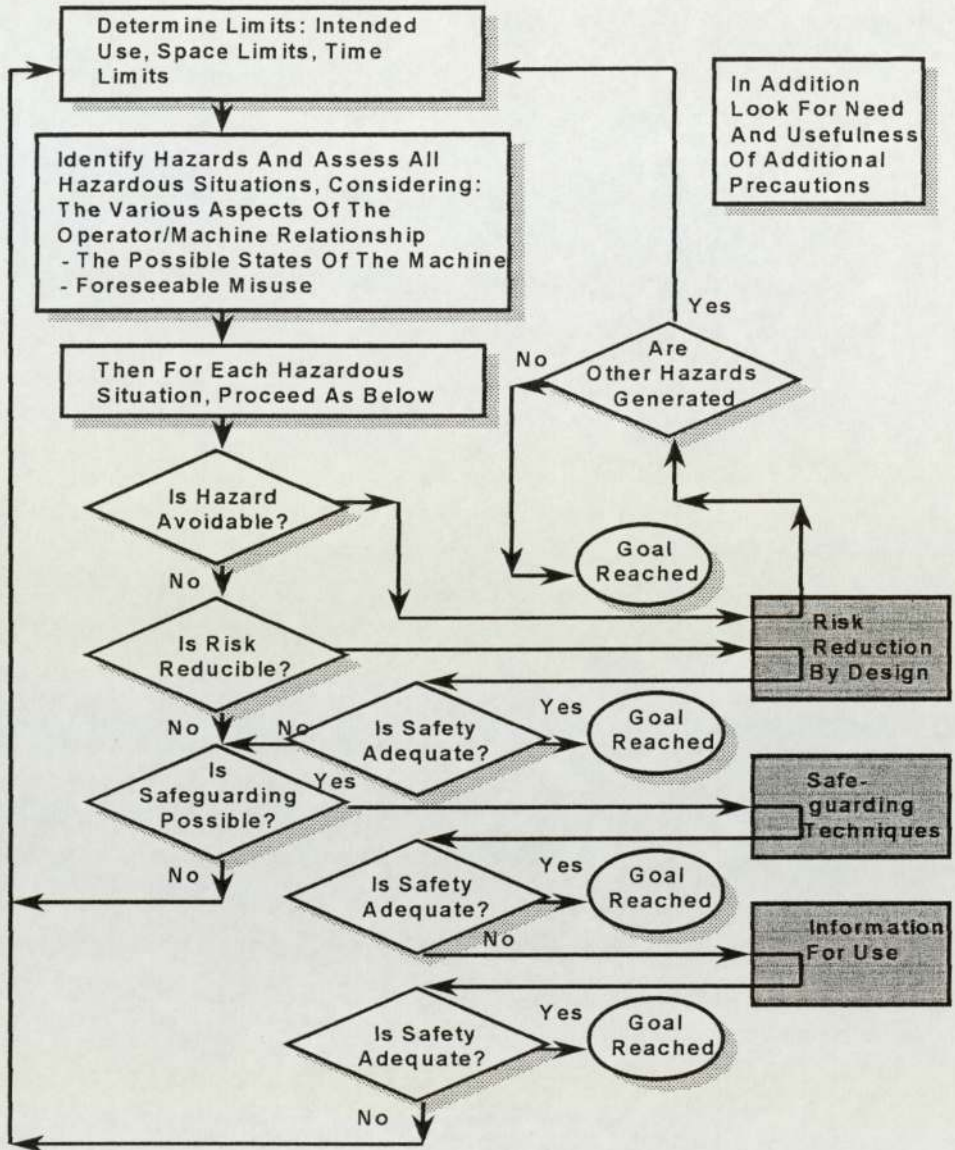 Determine Limits: Intended
Use, Space Limits, Time
Limits
In Addition
Look For Need
And Usefulness
Of Additional
Precautions
Identify Hazards And Assess All
Hazardous Situations, Considering:
The Various Aspects Of The
Operator/Machine Relationship
- The Possible States Of The Machine
- Foreseeable Misuse
Yes
Then For Each Hazardous
Situation, Proceed As Below
No
Are
Other Hazards
Generated
Is Hazard
Avoidable?
Goal
Reached
No
Is Risk
Reducible?
Risk
Reduction
By Design
No
No
Is Safety
Adequate?
Yes
Goal
Reached
Is
Safeguarding
Possible?
Yes
Safe-
guarding
Techniques
No
Is Safety
Adequate?
Yes
Goal
Reached
No
Information
For Use
Is Safety
Adequate?
Yes
Goal
Reached
No